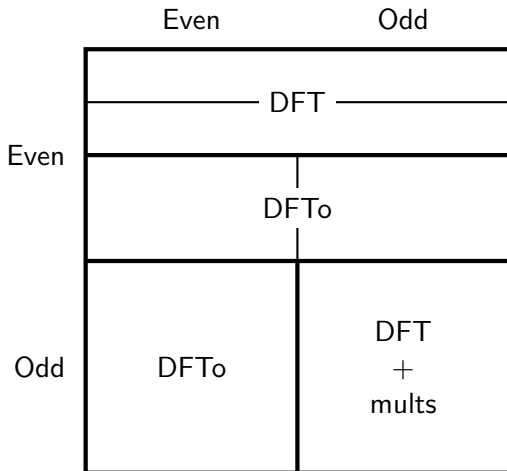 Even Odd
DFT
Even
DFTo
DFT
Odd DFTo +
mults